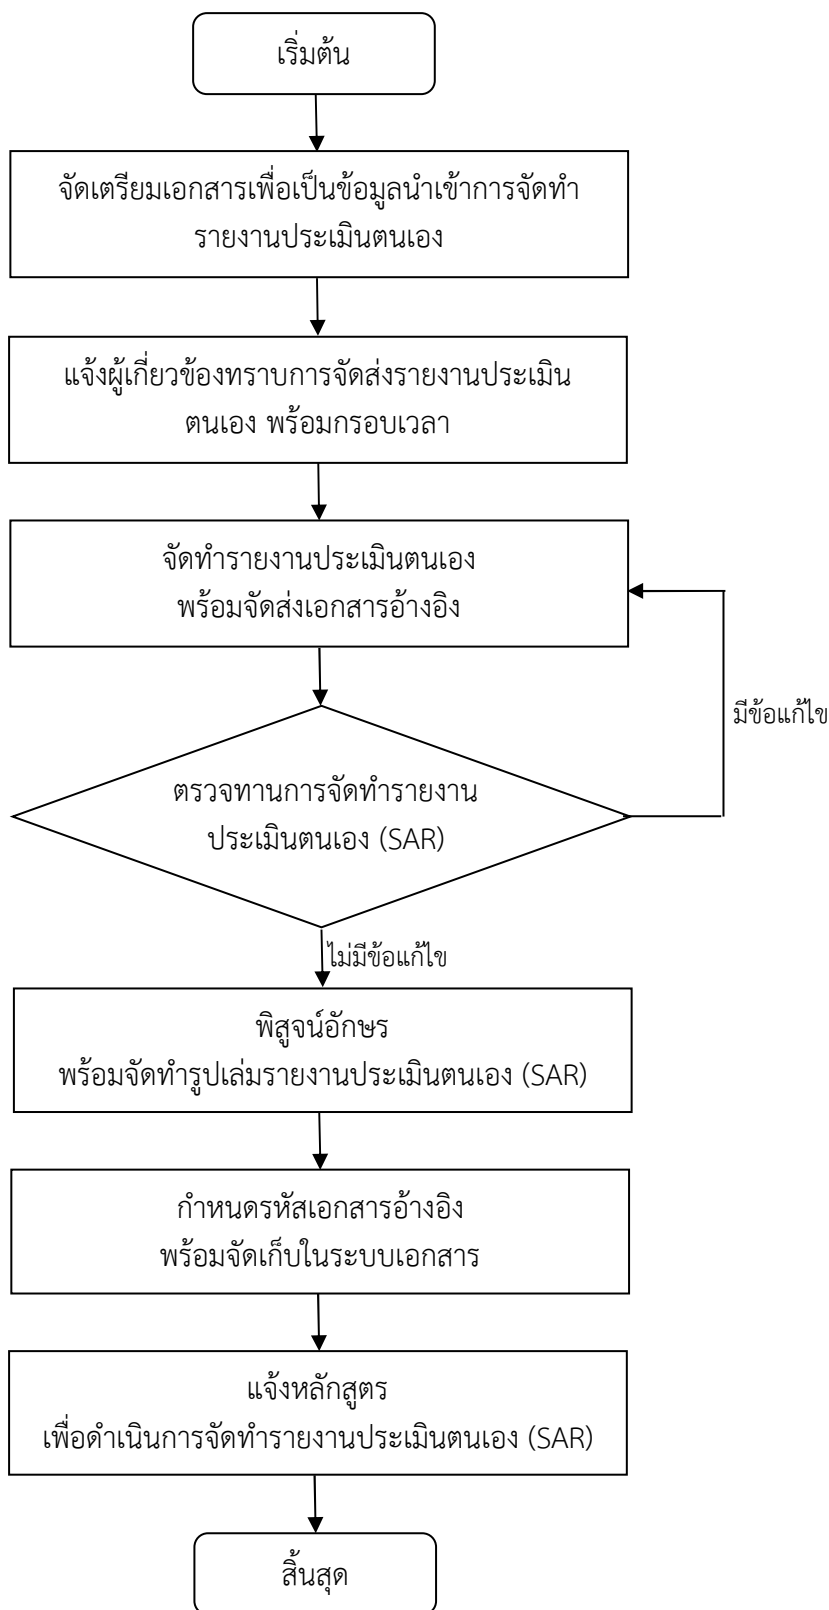 เริ่มต้น
จัดเตรียมเอกสารเพื่อเป็นข้อมูลนำเข้าการจัดทำ
รายงานประเมินตนเอง
แจ้งผู้เกี่ยวข้องทราบการจัดส่งรายงานประเมิน
ตนเอง พร้อมกรอบเวลา
จัดทำรายงานประเมินตนเอง
พร้อมจัดส่งเอกสารอ้างอิง
มีข้อแก้ไข
ตรวจทานการจัดทำรายงาน
ประเมินตนเอง (SAR)
ไม่มีข้อแก้ไข
พิสูจน์อักษร
พร้อมจัดทำรูปเล่มรายงานประเมินตนเอง (SAR)
กำหนดรหัสเอกสารอ้างอิง
พร้อมจัดเก็บในระบบเอกสาร
แจ้งหลักสูตร
เพื่อดำเนินการจัดทำรายงานประเมินตนเอง (SAR)
สิ้นสุด